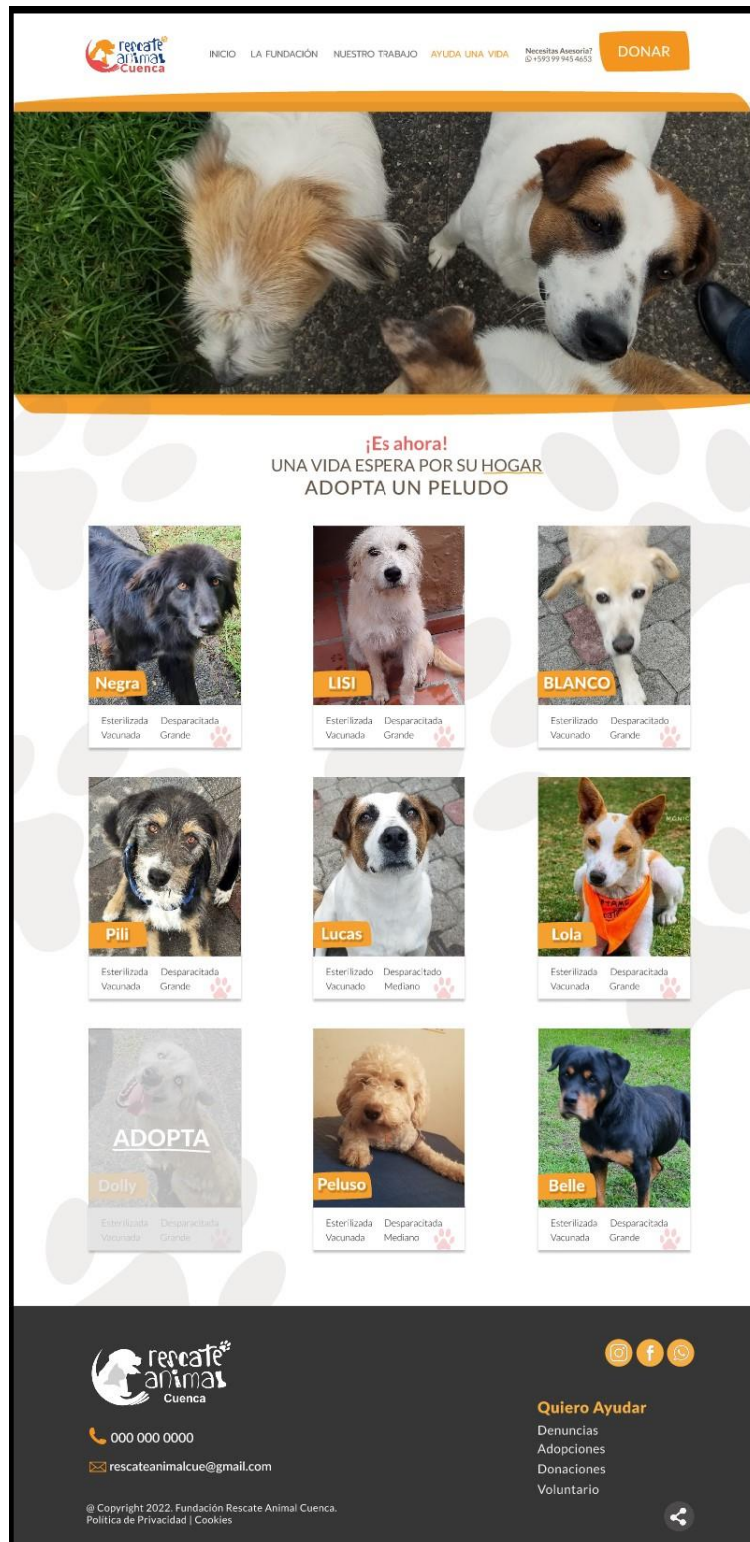 rescate
animal
Cuenca
INICIO LA FUNDACIÓN NUESTRO TRABAJO AYUDA UNA VIDA
Necesitas Asesoria?
+593 99 945 4653
DONAR
¡Es ahora!
UNA VIDA ESPERA POR SU HOGAR
ADOPTA UN PELUDO
Negra
Esterilizada Desparacitada
Vacunada Grande
LISI
Esterilizada Desparacitada
Vacunada Grande
BLANCO
Esterilizado Desparacitado
Vacunado Grande
Pili
Esterilizada Desparacitada
Vacunada Grande
Lucas
Esterilizado Desparacitado
Vacunado Mediano
Lola
Esterilizada Desparacitada
Vacunada Grande
ADOPTA
Dolly
Esterilizada Desparacitada
Vacunada Grande
Peluso
Esterilizada Desparacitada
Vacunada Mediano
Belle
Esterilizada Desparacitada
Vacunada Grande
rescate
animal
Cuenca
000 000 0000
rescateanimalcue@gmail.com
@ Copyright 2022. Fundación Rescate Animal Cuenca.
Política de Privacidad | Cookies
Quiero Ayudar
Denuncias
Adopciones
Donaciones
Voluntario